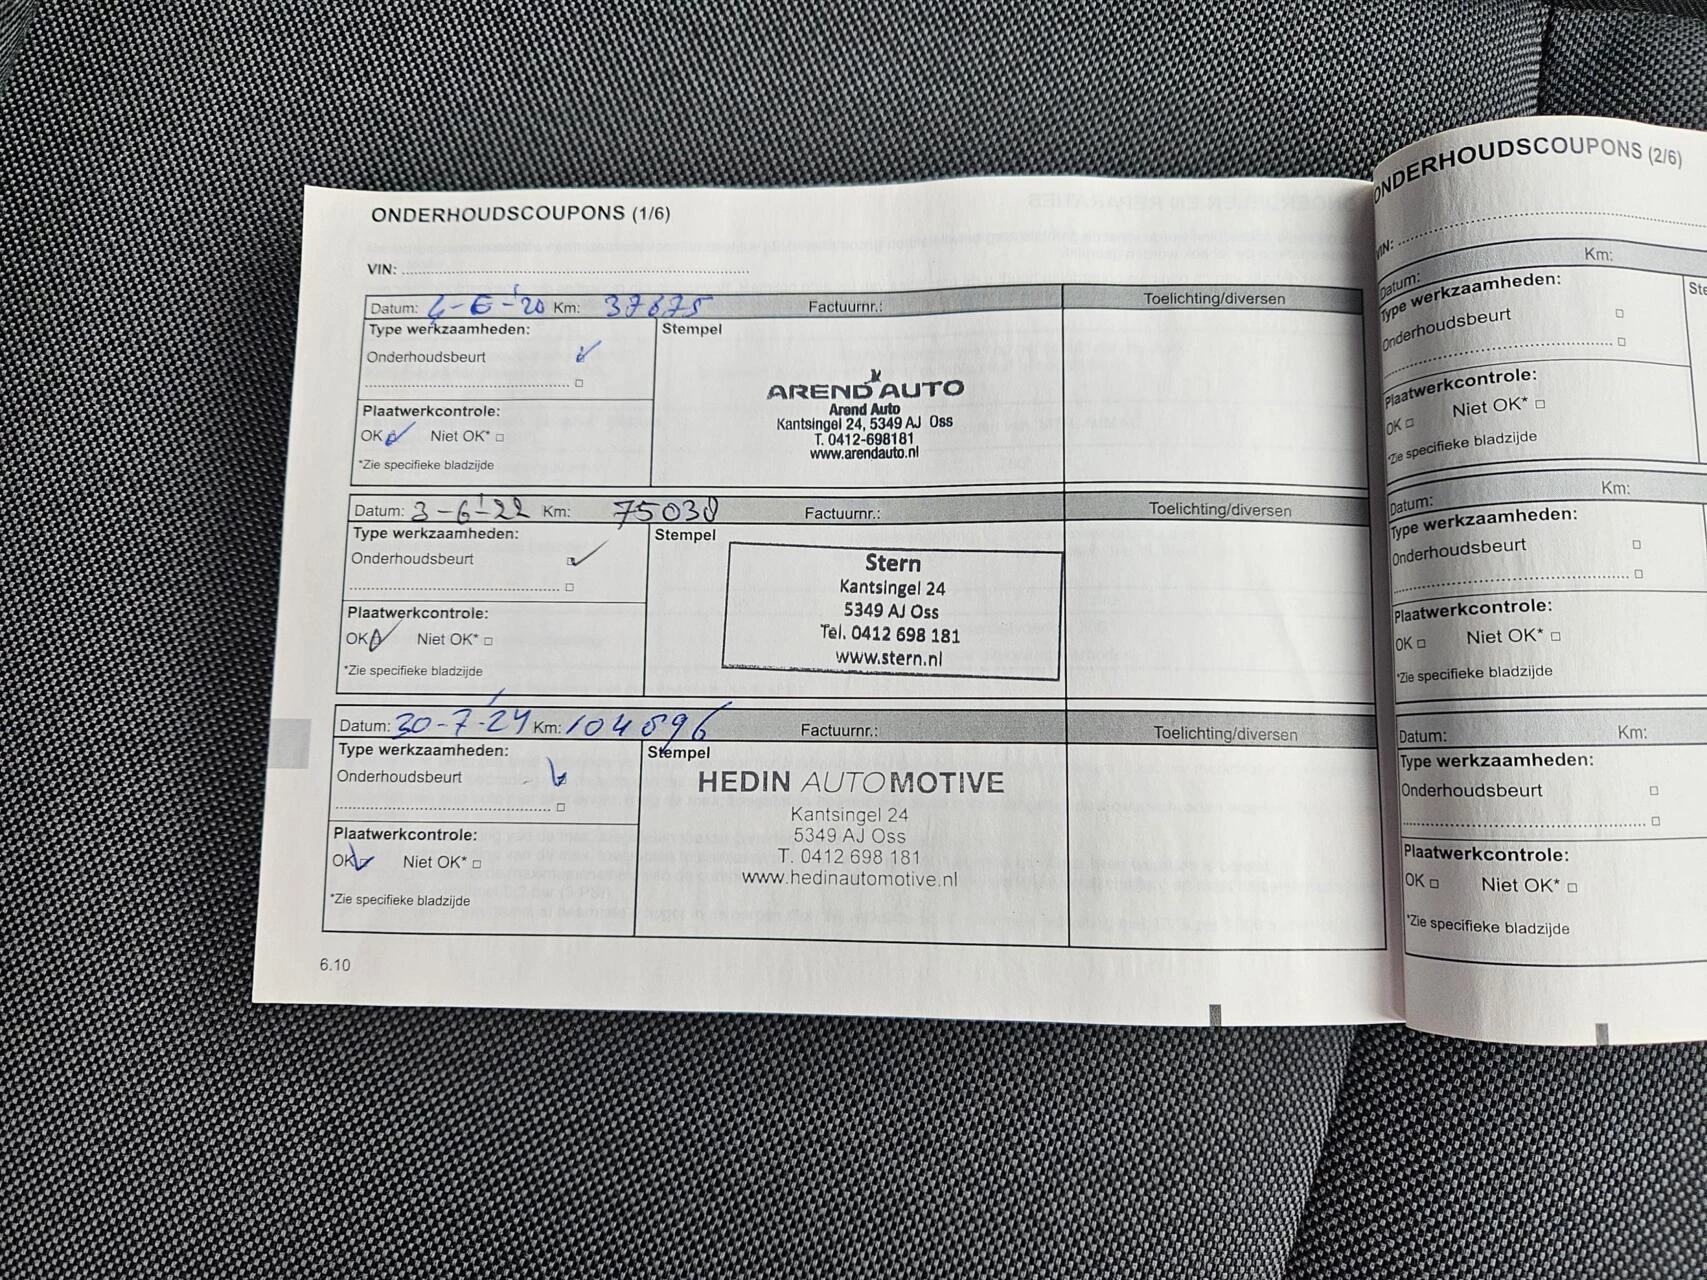 ONDERHOUDSCOUPONS (1/6)
VIN:
Datum: '20 Km: 37675 Factuurnr.: Toelichting/diversen
Type werkzaamheden: Stempel
Onderhoudsbeurt
Plaatwerkcontrole:
OK Niet OK*
*Zie specifieke bladzijde
AREND AUTO
Arend Auto
Kantsingel 24, 5349 AJ Oss
T. 0412-698181
www.arendauto.nl
Datum: 3-6-'22 Km: 75038 Factuurnr.: Toelichting/diversen
Type werkzaamheden: Stempel
Onderhoudsbeurt
Plaatwerkcontrole:
OK Niet OK*
*Zie specifieke bladzijde
Stern
Kantsingel 24
5349 AJ Oss
Tel. 0412 698 181
www.stern.nl
Datum: 30-7-'24 Km: 104696 Factuurnr.: Toelichting/diversen
Type werkzaamheden: Stempel
Onderhoudsbeurt
Plaatwerkcontrole:
OK Niet OK*
*Zie specifieke bladzijde
HEDIN AUTOMOTIVE
Kantsingel 24
5349 AJ Oss
T. 0412 698 181
www.hedinautomotive.nl
6.10
ONDERHOUDSCOUPONS (2/6)
VIN:
Datum: Km:
Type werkzaamheden: Ste
Onderhoudsbeurt
Plaatwerkcontrole:
OK Niet OK*
*Zie specifieke bladzijde
Datum: Km:
Type werkzaamheden:
Onderhoudsbeurt
Plaatwerkcontrole:
OK Niet OK*
*Zie specifieke bladzijde
Datum: Km:
Type werkzaamheden:
Onderhoudsbeurt
Plaatwerkcontrole:
OK Niet OK*
*Zie specifieke bladzijde